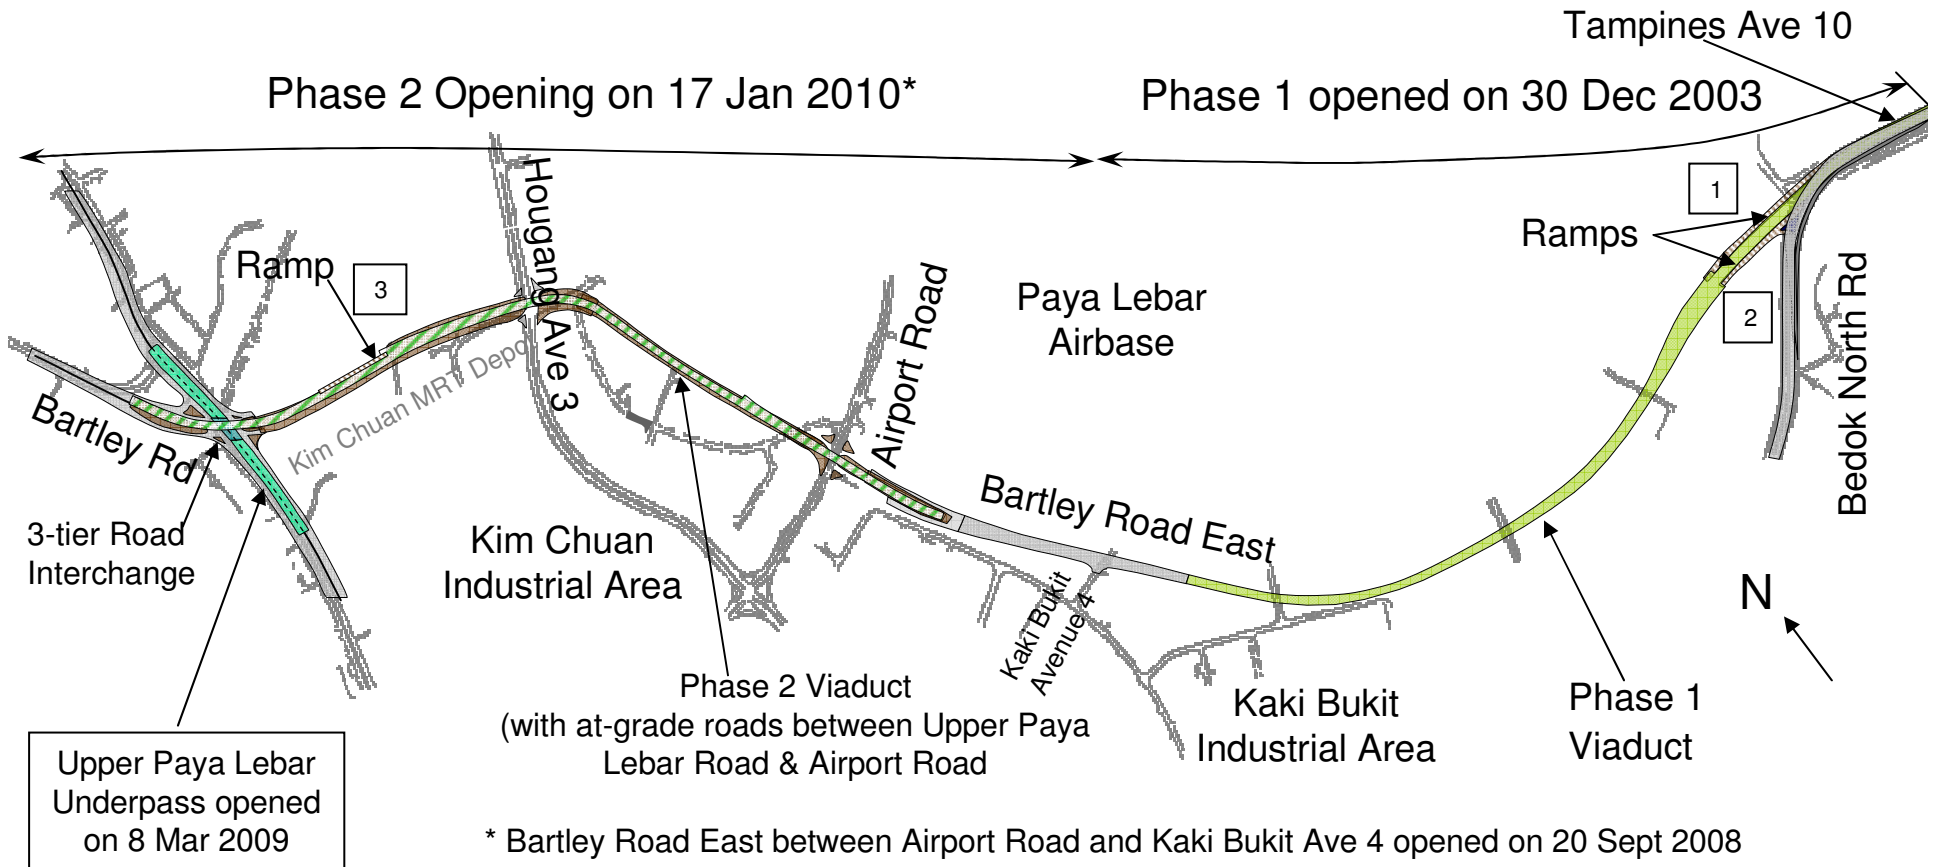 Tampines Ave 10
Phase 2 Opening on 17 Jan 2010*
Phase 1 opened on 30 Dec 2003
Hougang Ave 3
1
Ramps
Ramp
3
Paya Lebar
Airbase
2
Airport Road
Bedok North Rd
Kim Chuan MRT Depot
Bartley Rd
Bartley Road East
3-tier Road
Interchange
Kim Chuan
Industrial Area
Kaki Bukit
Avenue 4
N
Phase 2 Viaduct
(with at-grade roads between Upper Paya
Lebar Road & Airport Road
Kaki Bukit
Industrial Area
Phase 1
Viaduct
Upper Paya Lebar
Underpass opened
on 8 Mar 2009
* Bartley Road East between Airport Road and Kaki Bukit Ave 4 opened on 20 Sept 2008